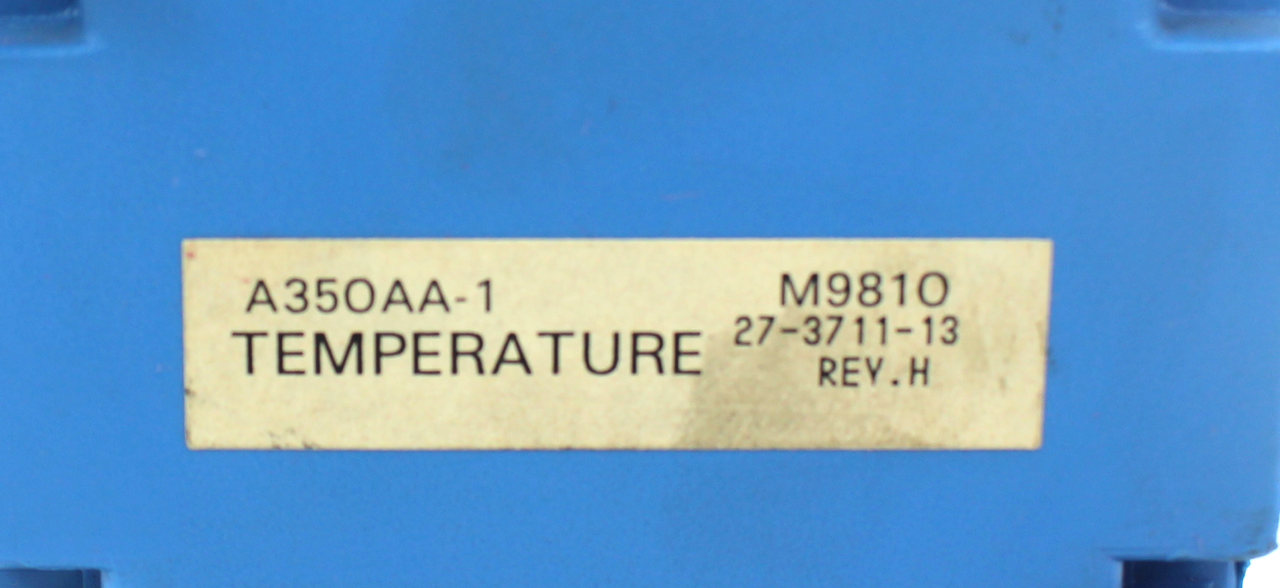 A350AA-1
TEMPERATURE
M9810
27-3711-13
REV.H